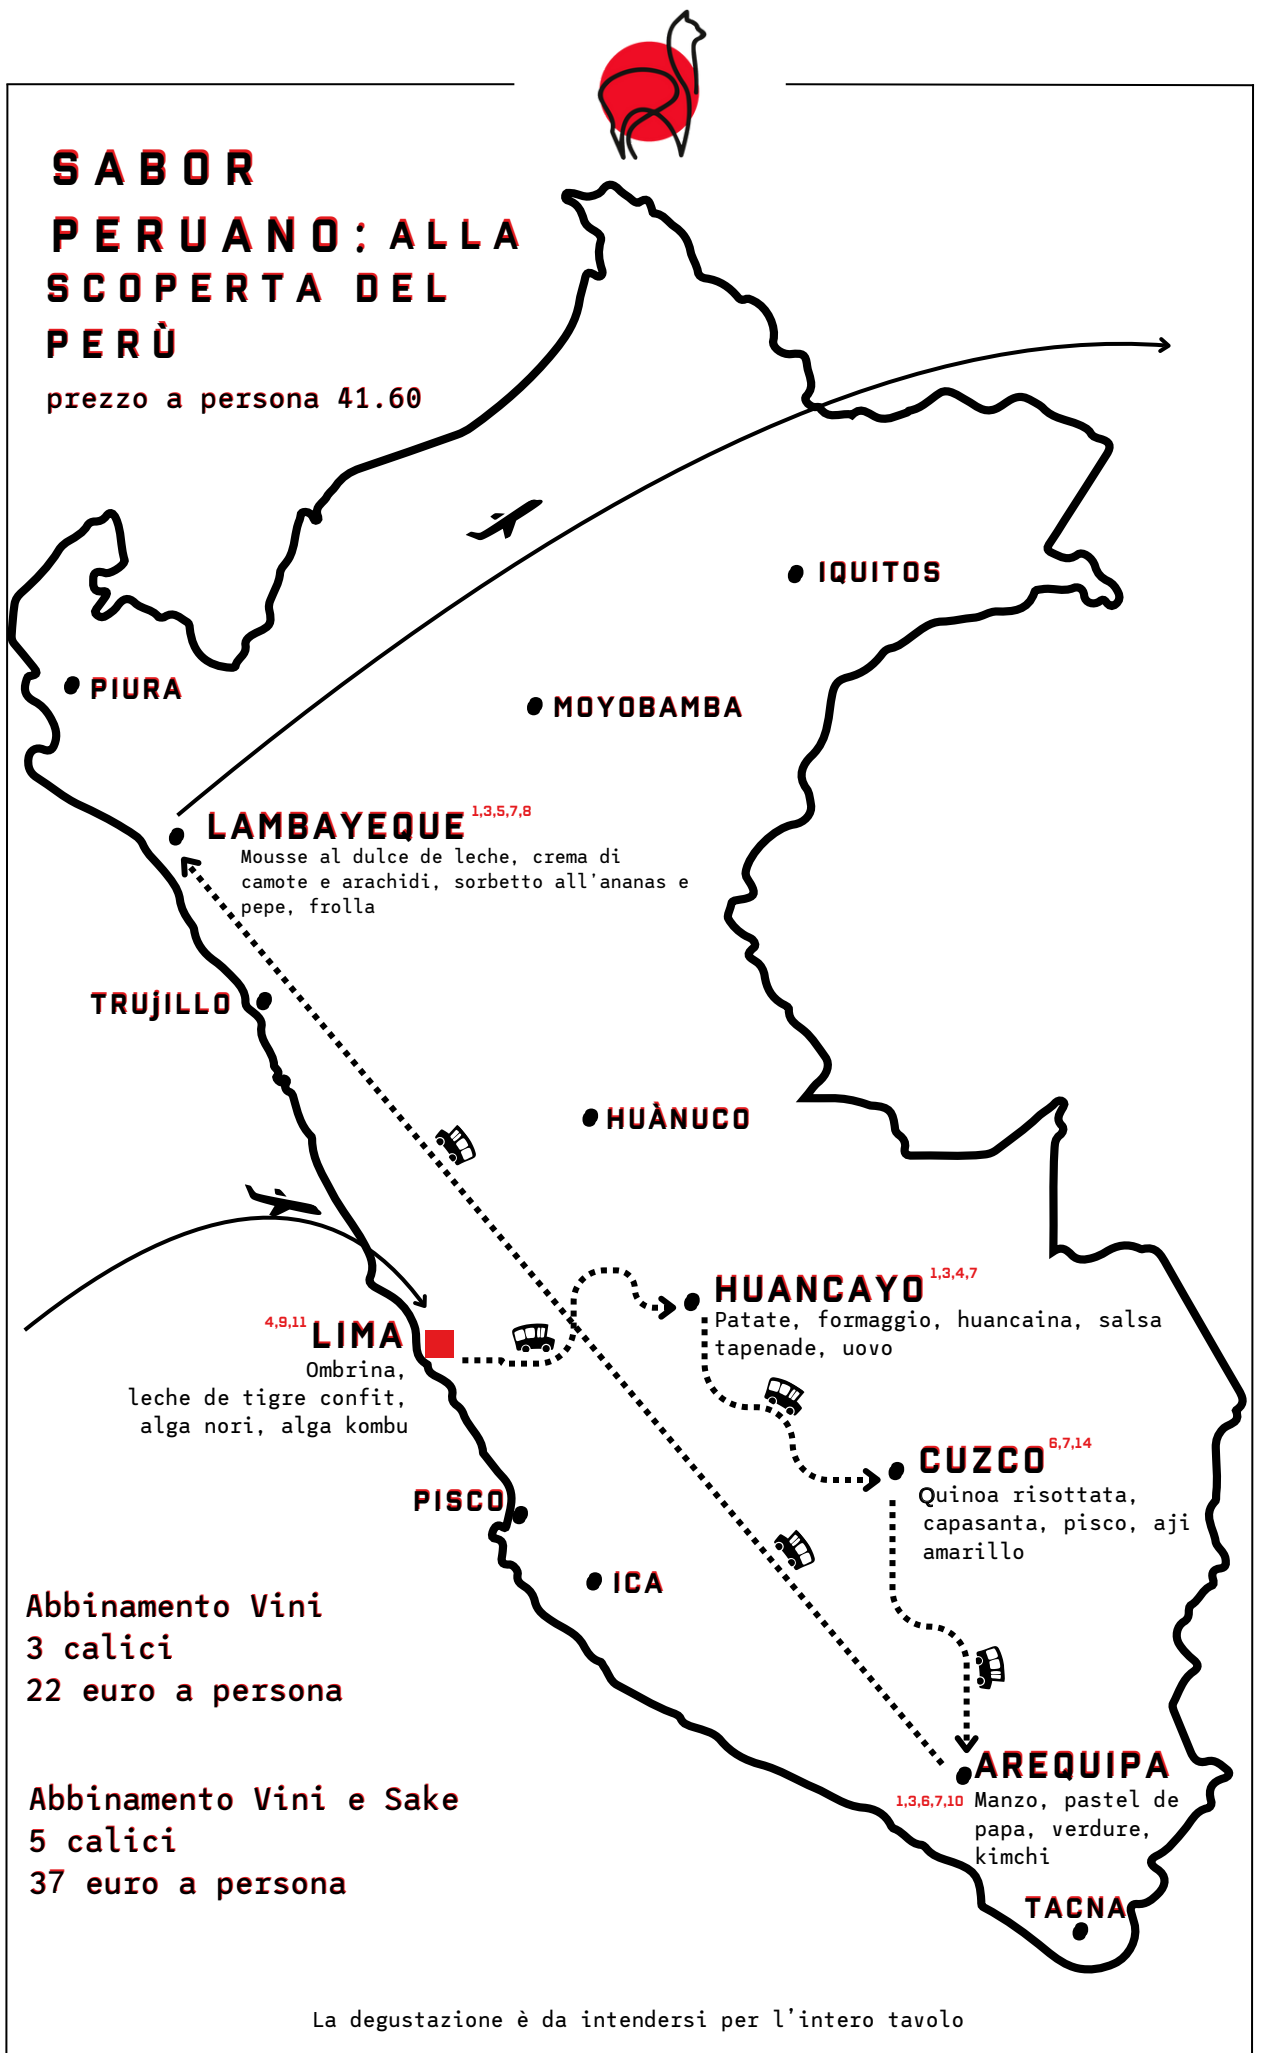 SABOR
PERUANO: ALLA
SCOPERTA DEL
PERÙ
prezzo a persona 41.60
IQUITOS
PIURA
MOYOBAMBA
LAMBAYEQUE 1,3,5,7,8
Mousse al dulce de leche, crema di
camote e arachidi, sorbetto all'ananas e
pepe, frolla
TRUjILLO
HUÀNUCO
HUANCAYO 1,3,4,7
Patate, formaggio, huancaina, salsa
tapenade, uovo
4,9,11 LIMA
Ombrina,
leche de tigre confit,
alga nori, alga kombu
CUZCO 6,7,14
Quinoa risottata,
capasanta, pisco, aji
amarillo
PISCO
ICA
Abbinamento Vini
3 calici
22 euro a persona
AREQUIPA
1,3,6,7,10 Manzo, pastel de
papa, verdure,
kimchi
Abbinamento Vini e Sake
5 calici
37 euro a persona
TACNA
La degustazione è da intendersi per l'intero tavolo